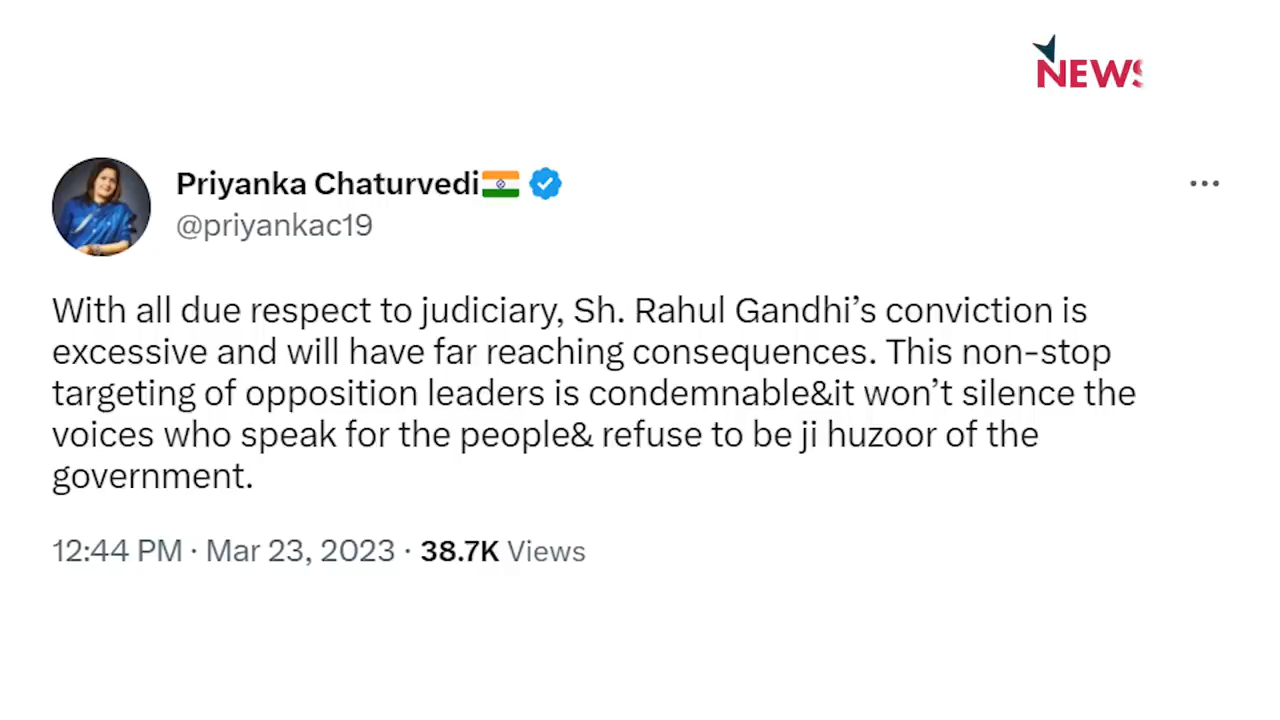 NEWS
Priyanka Chaturvedi
@priyankac19
With all due respect to judiciary, Sh. Rahul Gandhi’s conviction is
excessive and will have far reaching consequences. This non-stop
targeting of opposition leaders is condemnable&it won’t silence the
voices who speak for the people& refuse to be ji huzoor of the
government.
12:44 PM · Mar 23, 2023 · 38.7K Views